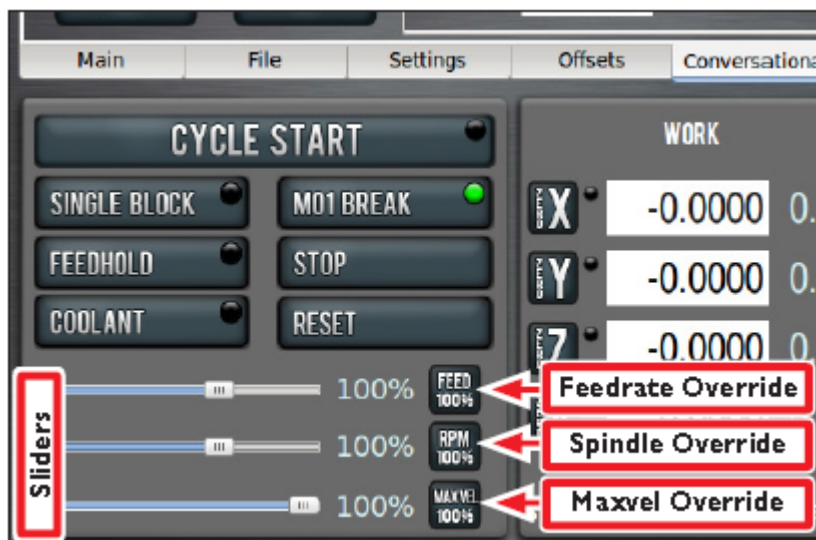 Main File Settings Offsets Conversationa
CYCLE START
WORK
SINGLE BLOCK M01 BREAK
ZERO X -0.0000 0.
FEEDHOLD STOP
ZERO Y -0.0000 0.
COOLANT RESET
Z -0.0000 0.
Sliders
100% FEED 100% Feedrate Override
100% RPM 100% Spindle Override
100% MAXVEL 100% Maxvel Override